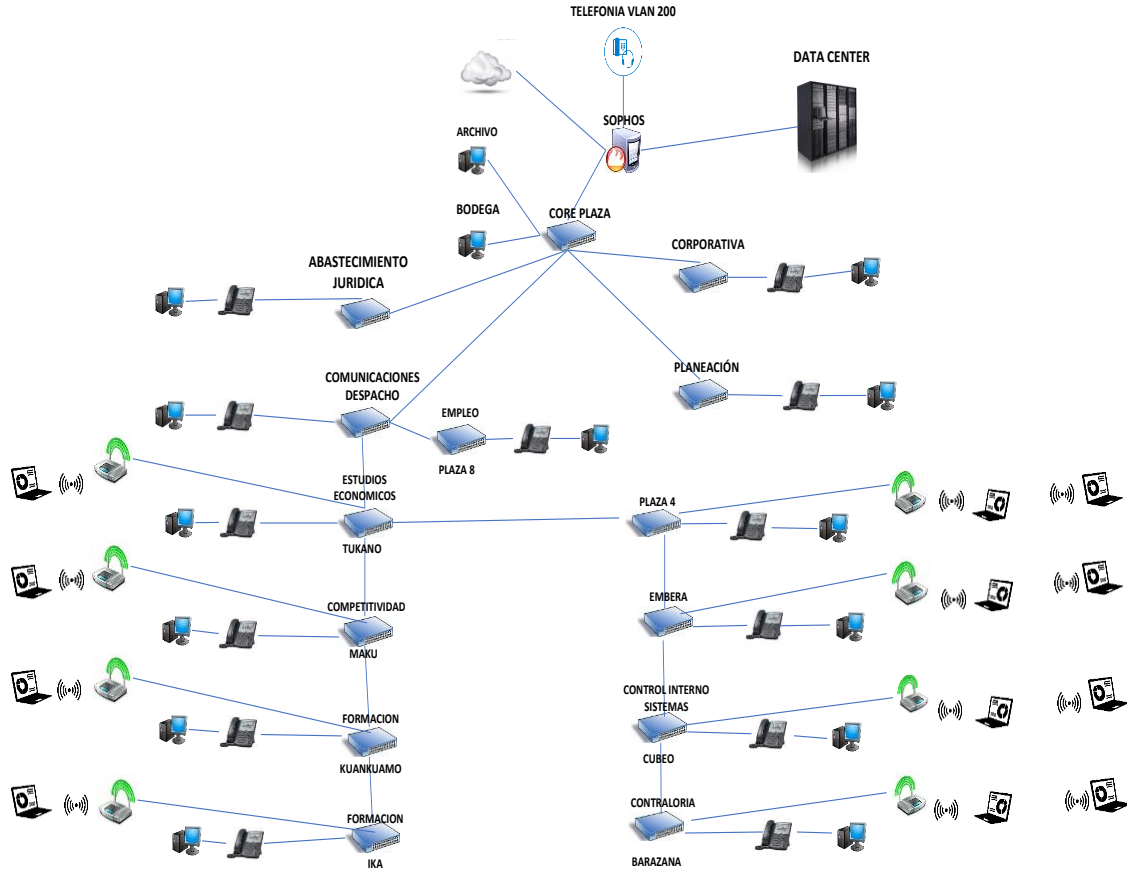 TELEFONIA VLAN 200
DATA CENTER
SOPHOS
ARCHIVO
BODEGA
CORE PLAZA
CORPORATIVA
ABASTECIMIENTO
JURIDICA
PLANEACIÓN
COMUNICACIONES
DESPACHO
EMPLEO
PLAZA 8
ESTUDIOS
ECONOMICOS
TUKANO
PLAZA 4
COMPETITIVIDAD
MAKU
EMBERA
FORMACION
KUANKUAMO
CONTROL INTERNO
SISTEMAS
CUBEO
FORMACION
IKA
CONTRALORIA
BARAZANA